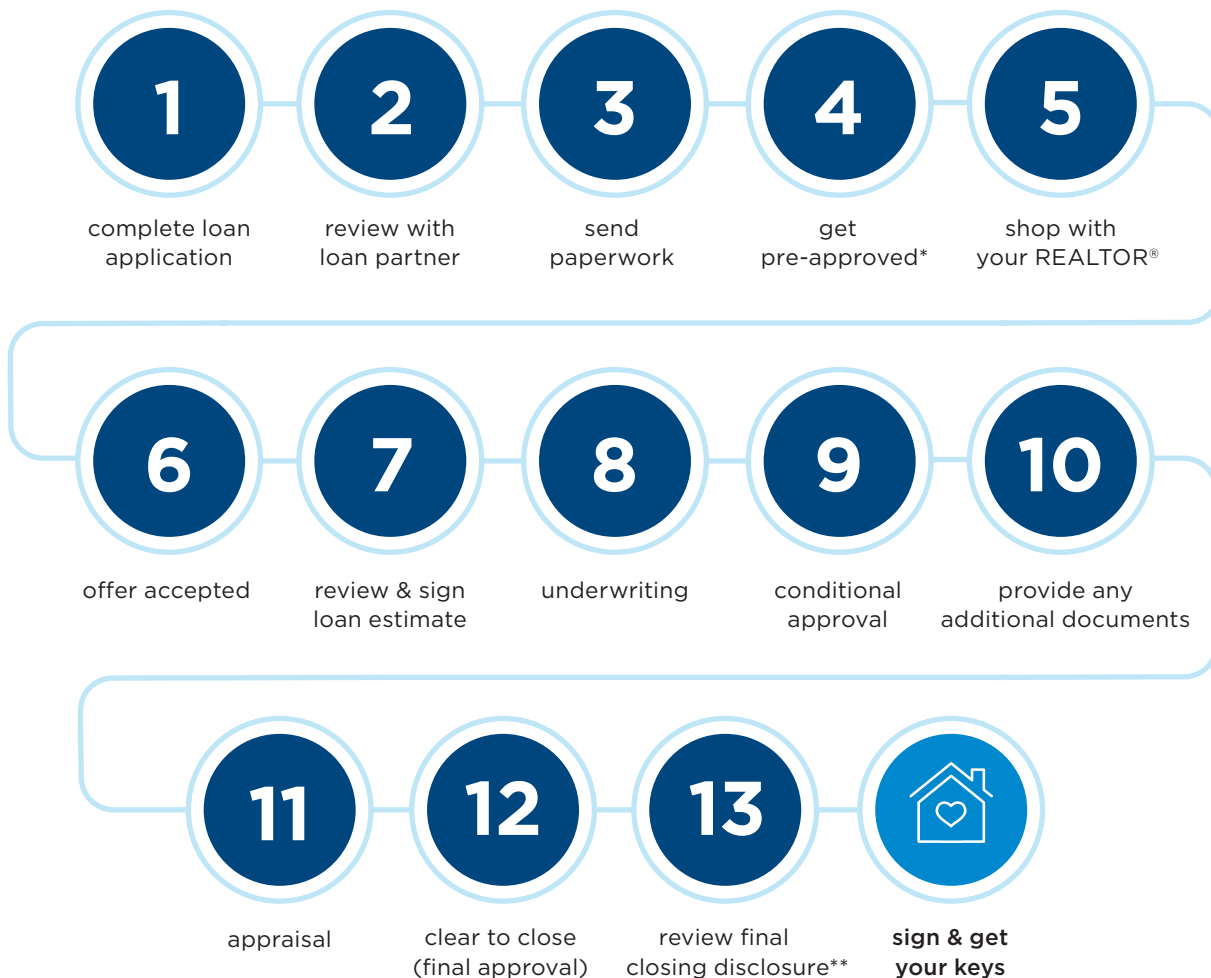 1
2
3
4
5
complete loan
application
review with
loan partner
send
paperwork
get
pre-approved*
shop with
your REALTOR®
6
7
8
9
10
offer accepted
review & sign
loan estimate
underwriting
conditional
approval
provide any
additional documents
11
12
13
appraisal
clear to close
(final approval)
review final
closing disclosure**
sign & get
your keys